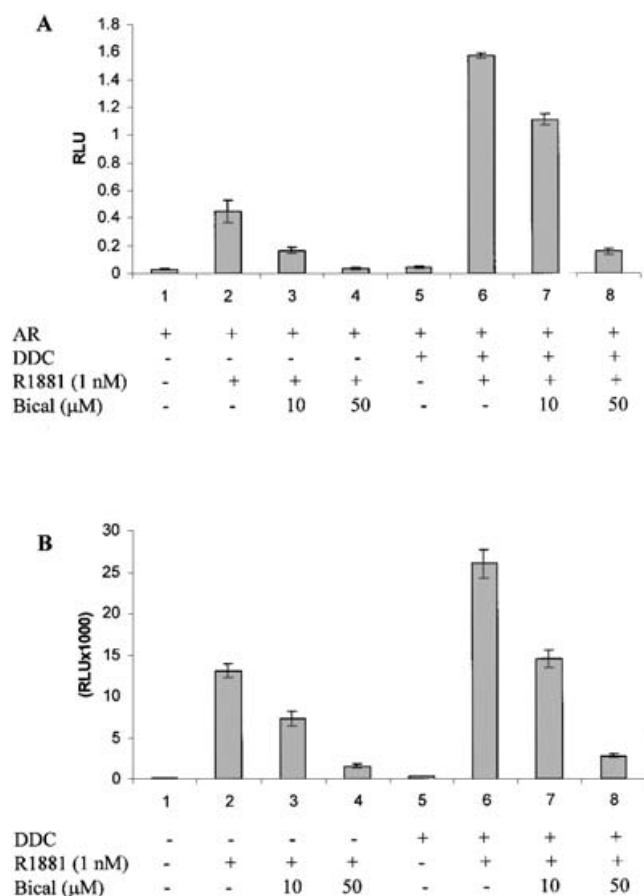 A
1.8
1.6
1.4
1.2
1
0.8
0.6
0.4
0.2
0
RLU
1 2 3 4 5 6 7 8
AR + + + + + + + +
DDC - - - - + + + +
R1881 (1 nM) - + + + - + + +
Bical (μM) - - 10 50 - - 10 50
B
30
25
20
15
10
5
0
(RLUx1000)
1 2 3 4 5 6 7 8
DDC - - - - + + + +
R1881 (1 nM) - + + + - + + +
Bical (μM) - - 10 50 - - 10 50